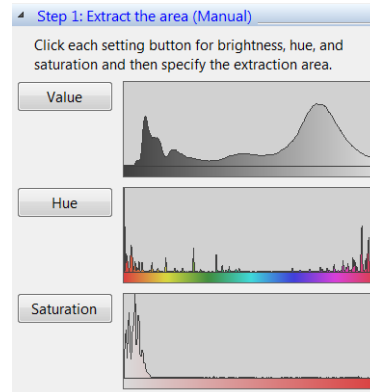 Step 1: Extract the area (Manual)
Click each setting button for brightness, hue, and
saturation and then specify the extraction area.
Value
Hue
Saturation